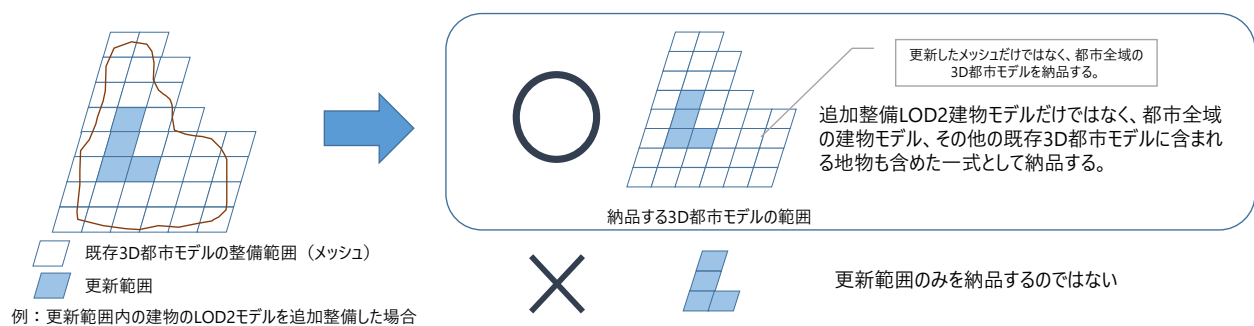 既存3D都市モデルの整備範囲（メッシュ）
更新範囲
例：更新範囲内の建物のLOD2モデルを追加整備した場合
更新したメッシュだけではなく、都市全域の
3D都市モデルを納品する。
追加整備LOD2建物モデルだけではなく、都市全域
の建物モデル、その他の既存3D都市モデルに含まれ
る地物も含めた一式として納品する。
納品する3D都市モデルの範囲
更新範囲のみを納品するのではない